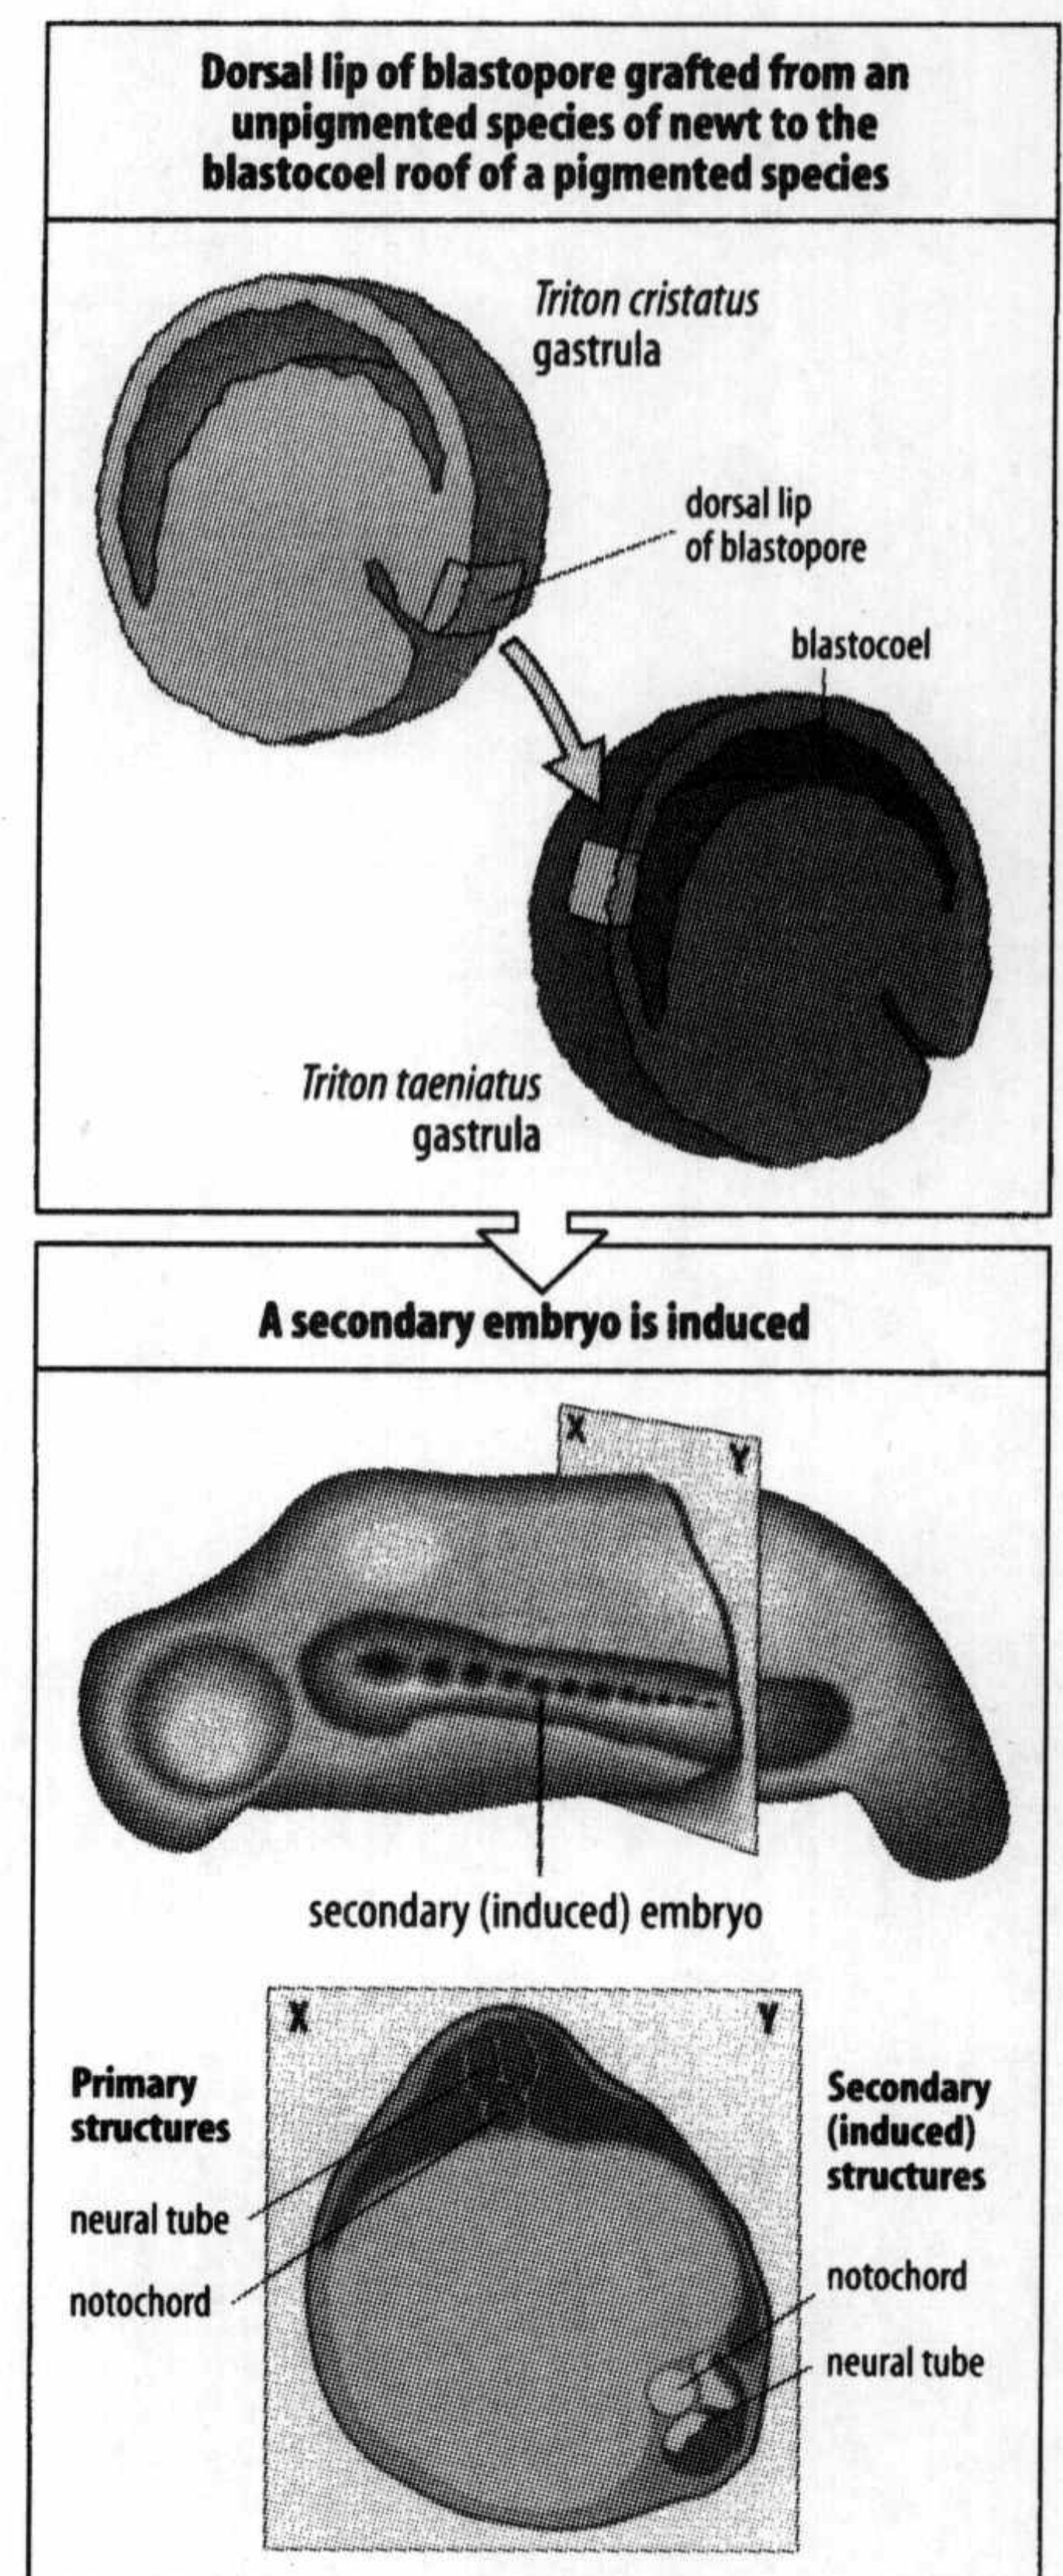 Dorsal lip of blastopore grafted from an
unpigmented species of newt to the
blastocoel roof of a pigmented species
Triton cristatus
gastrula
dorsal lip
of blastopore
blastocoel
Triton taeniatus
gastrula
A secondary embryo is induced
X
Y
secondary (induced) embryo
X
Y
Primary
structures
neural tube
notochord
Secondary
(induced)
structures
notochord
neural tube